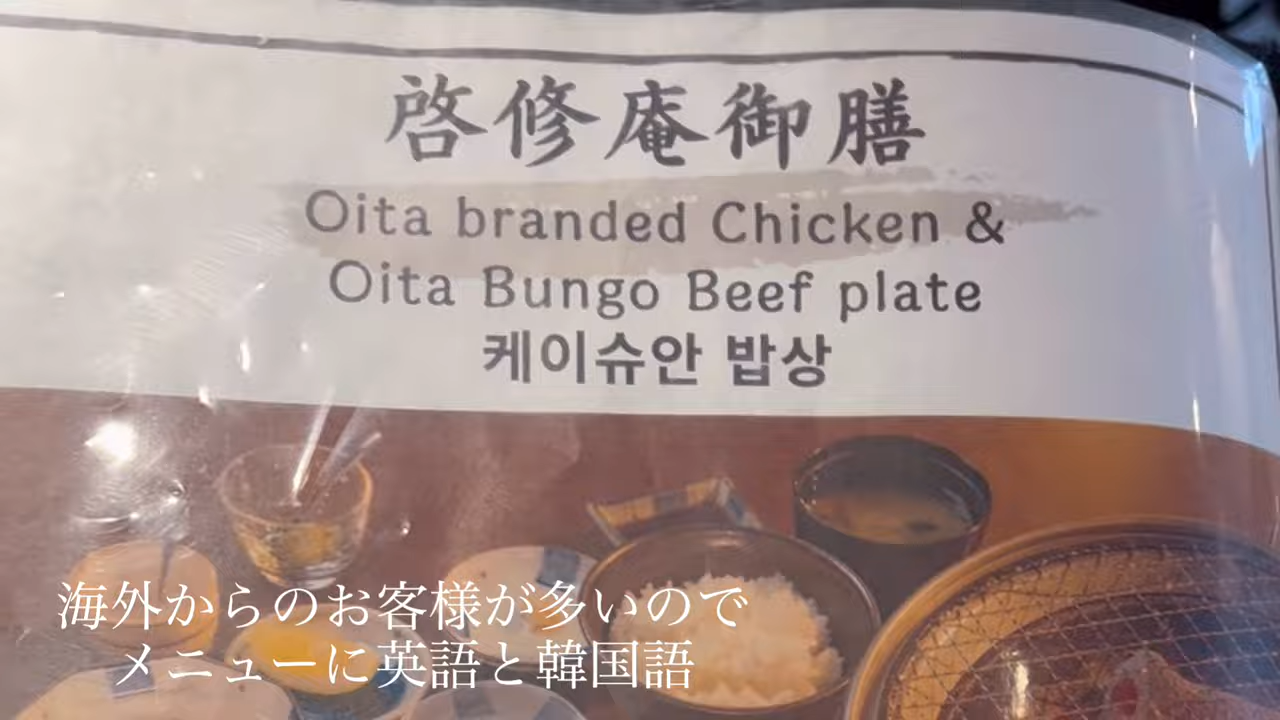 啓修庵御膳
Oita branded Chicken &
Oita Bungo Beef plate
케이슈안 밥상
海外からのお客様が多いので
メニューに英語と韓国語